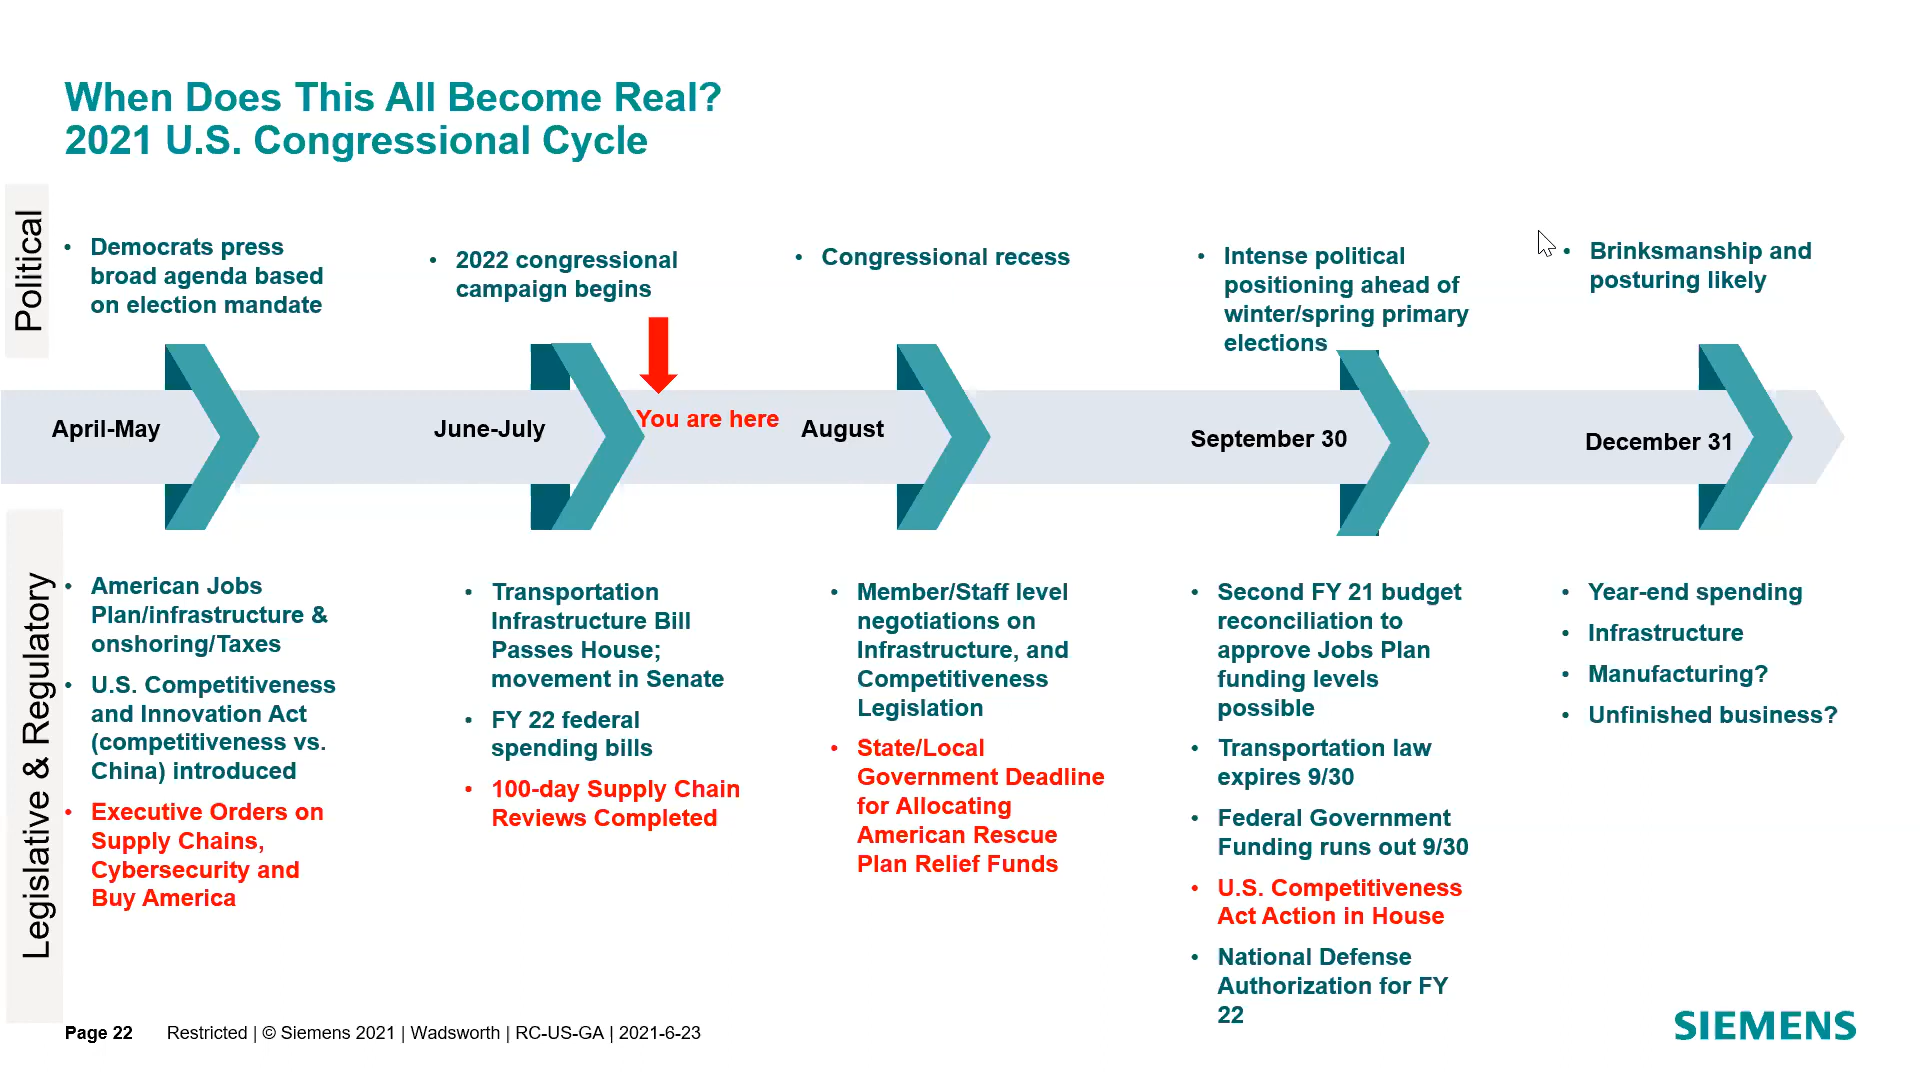 When Does This All Become Real?
2021 U.S. Congressional Cycle
Political
• Democrats press
broad agenda based
on election mandate
• 2022 congressional
campaign begins
• Congressional recess
• Intense political
positioning ahead of
winter/spring primary
elections
• Brinksmanship and
posturing likely
April-May
June-July
You are here
August
September 30
December 31
Legislative & Regulatory
• American Jobs
Plan/infrastructure &
onshoring/Taxes
• U.S. Competitiveness
and Innovation Act
(competitiveness vs.
China) introduced
• Executive Orders on
Supply Chains,
Cybersecurity and
Buy America
• Transportation
Infrastructure Bill
Passes House;
movement in Senate
• FY 22 federal
spending bills
• 100-day Supply Chain
Reviews Completed
• Member/Staff level
negotiations on
Infrastructure, and
Competitiveness
Legislation
• State/Local
Government Deadline
for Allocating
American Rescue
Plan Relief Funds
• Second FY 21 budget
reconciliation to
approve Jobs Plan
funding levels
possible
• Transportation law
expires 9/30
• Federal Government
Funding runs out 9/30
• U.S. Competitiveness
Act Action in House
• National Defense
Authorization for FY
22
• Year-end spending
• Infrastructure
• Manufacturing?
• Unfinished business?
Page 22 Restricted | © Siemens 2021 | Wadsworth | RC-US-GA | 2021-6-23
SIEMENS